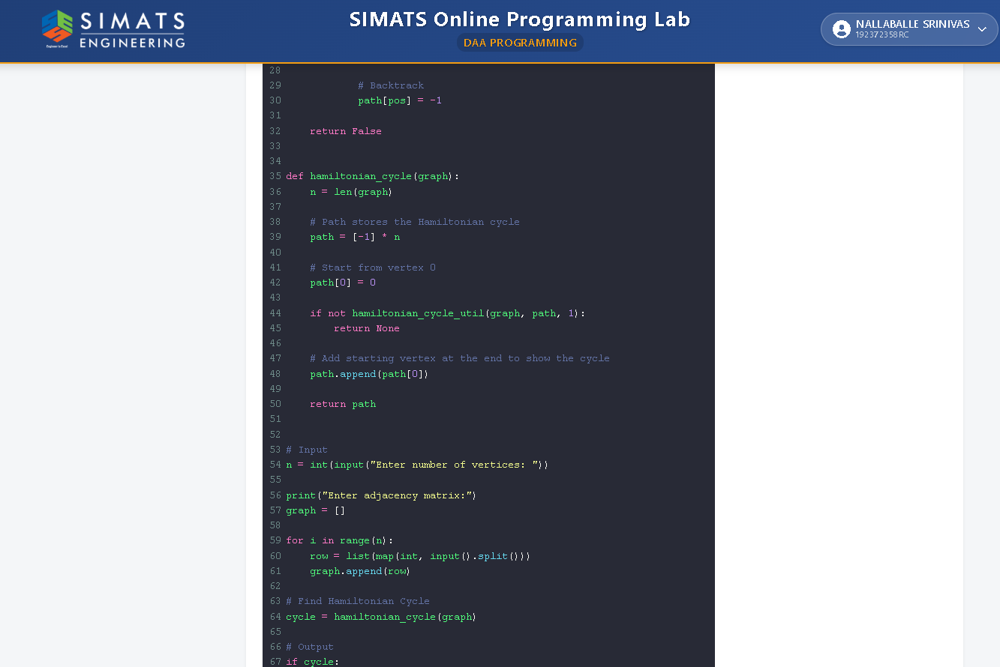 SIMATS
ENGINEERING
Engineer to Excel
SIMATS Online Programming Lab
DAA PROGRAMMING
NALLABALLE SRINIVAS
192372358RC
28
29             # Backtrack
30             path[pos] = -1
31
32     return False
33
34
35 def hamiltonian_cycle(graph):
36     n = len(graph)
37
38     # Path stores the Hamiltonian cycle
39     path = [-1] * n
40
41     # Start from vertex 0
42     path[0] = 0
43
44     if not hamiltonian_cycle_util(graph, path, 1):
45         return None
46
47     # Add starting vertex at the end to show the cycle
48     path.append(path[0])
49
50     return path
51
52
53 # Input
54 n = int(input("Enter number of vertices: "))
55
56 print("Enter adjacency matrix:")
57 graph = []
58
59 for i in range(n):
60     row = list(map(int, input().split()))
61     graph.append(row)
62
63 # Find Hamiltonian Cycle
64 cycle = hamiltonian_cycle(graph)
65
66 # Output
67 if cycle: